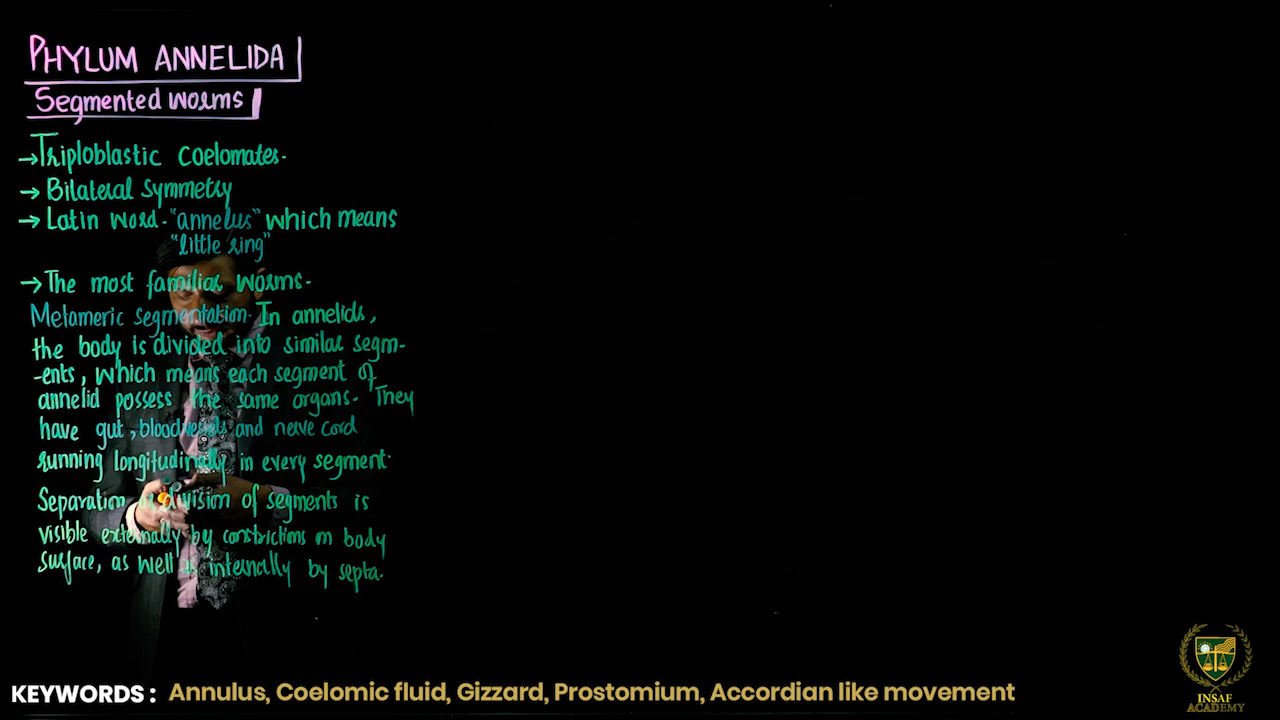 PHYLUM ANNELIDA
Segmented worms
→Triploblastic coelomates.
→ Bilateral symmetry
→ Latin word-"annelus" which means
"little ring"
→ The most familiar worms.
Metameric segmentation- In annelids,
the body is divided into similar segm-
-ents, which means each segment of
annelid possess the same organs. They
have gut, blood vessels and nerve cord
running longitudinally in every segment.
Separation or division of segments is
visible externally by constrictions on body
surface, as well as internally by septa.
KEYWORDS : Annulus, Coelomic fluid, Gizzard, Prostomium, Accordian like movement
INSAF
ACADEMY